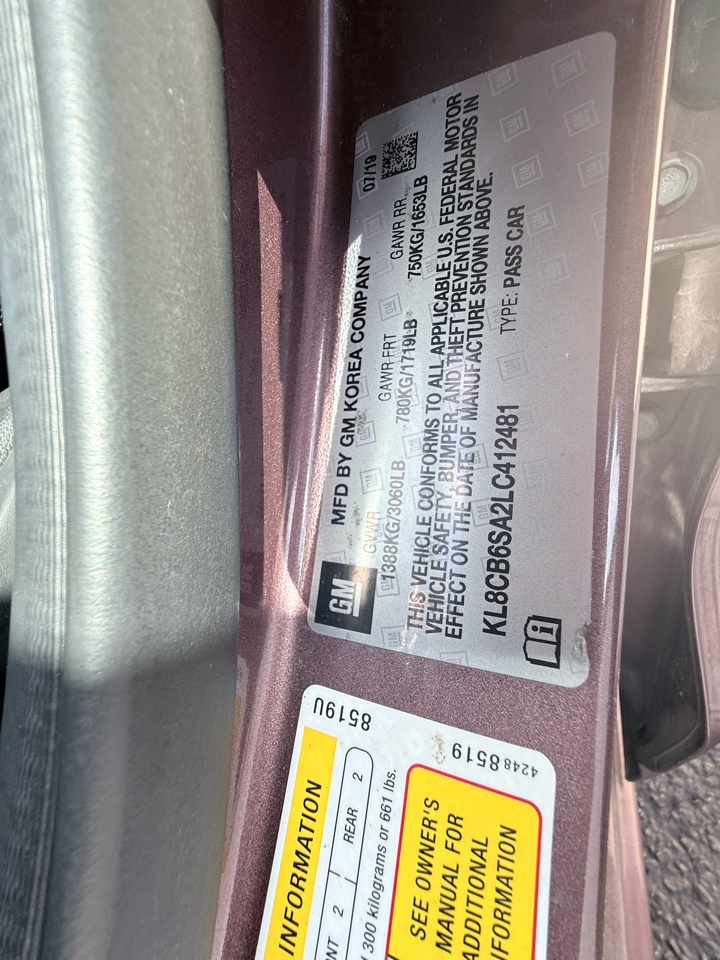 GM
MFD BY GM KOREA COMPANY 07/19
GVWR GAWR FRT GAWR RR
1388KG/3060LB 780KG/1719LB 750KG/1653LB
THIS VEHICLE CONFORMS TO ALL APPLICABLE U.S. FEDERAL MOTOR
VEHICLE SAFETY, BUMPER, AND THEFT PREVENTION STANDARDS IN
EFFECT ON THE DATE OF MANUFACTURE SHOWN ABOVE.
KL8CB6SA2LC412481 TYPE: PASS CAR
8519U
INFORMATION
2 REAR 2
300 kilograms or 661 lbs.
42488519
SEE OWNER'S
MANUAL FOR
ADDITIONAL
INFORMATION